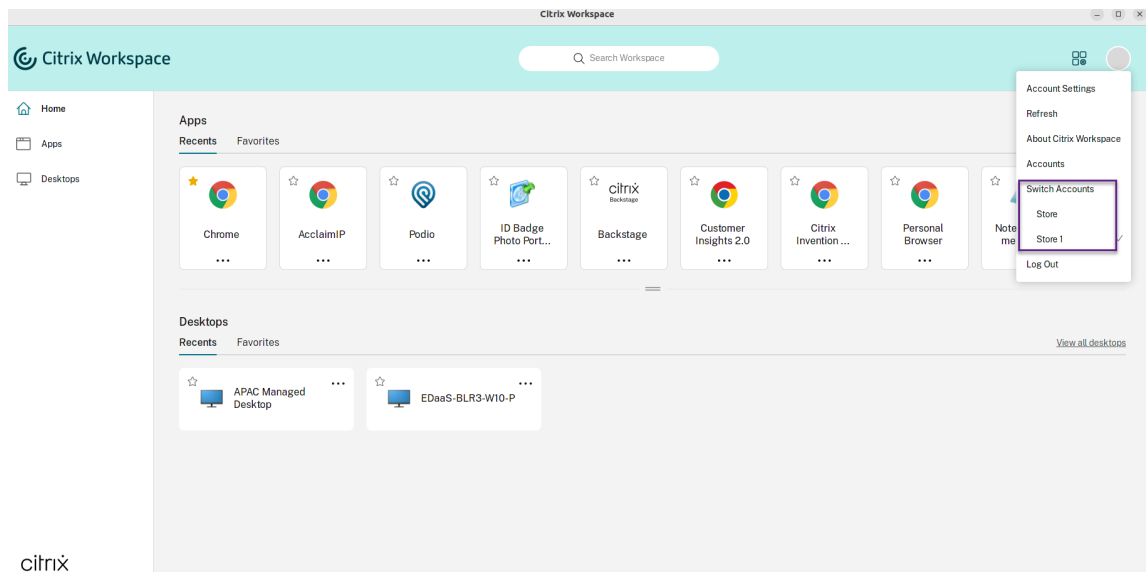 Citrix Workspace
Citrix Workspace
Search Workspace
Home
Apps
Desktops
Account Settings
Refresh
About Citrix Workspace
Accounts
Switch Accounts
Store
Store 1
Log Out
Apps
Recents Favorites
Chrome
AcclaimIP
Podio
ID Badge
Photo Port...
citrix
Backstage
Backstage
Customer
Insights 2.0
Citrix
Invention ...
Personal
Browser
Note
me
Desktops
Recents Favorites
View all desktops
APAC Managed
Desktop
EDaaS-BLR3-W10-P
citrix